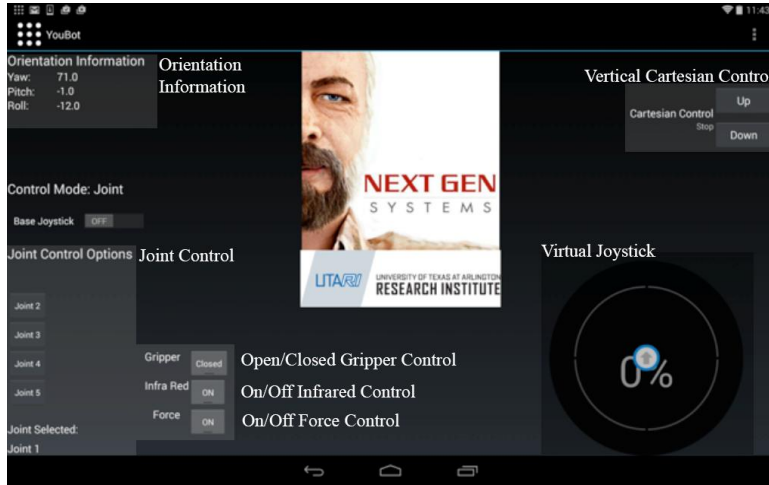 11:43
YouBot
Orientation Information
Yaw: 71.0
Pitch: -1.0
Roll: -12.0
Orientation
Information
Vertical Cartesian Contro
Cartesian Control
Stop
Up
Down
NEXT GEN
SYSTEMS
UTARI
UNIVERSITY OF TEXAS AT ARLINGTON
RESEARCH INSTITUTE
Control Mode: Joint
Base Joystick OFF
Joint Control Options
Joint Control
Joint 2
Joint 3
Joint 4
Joint 5
Joint Selected:
Joint 1
Gripper Closed
Open/Closed Gripper Control
Infra Red ON
On/Off Infrared Control
Force ON
On/Off Force Control
Virtual Joystick
0%